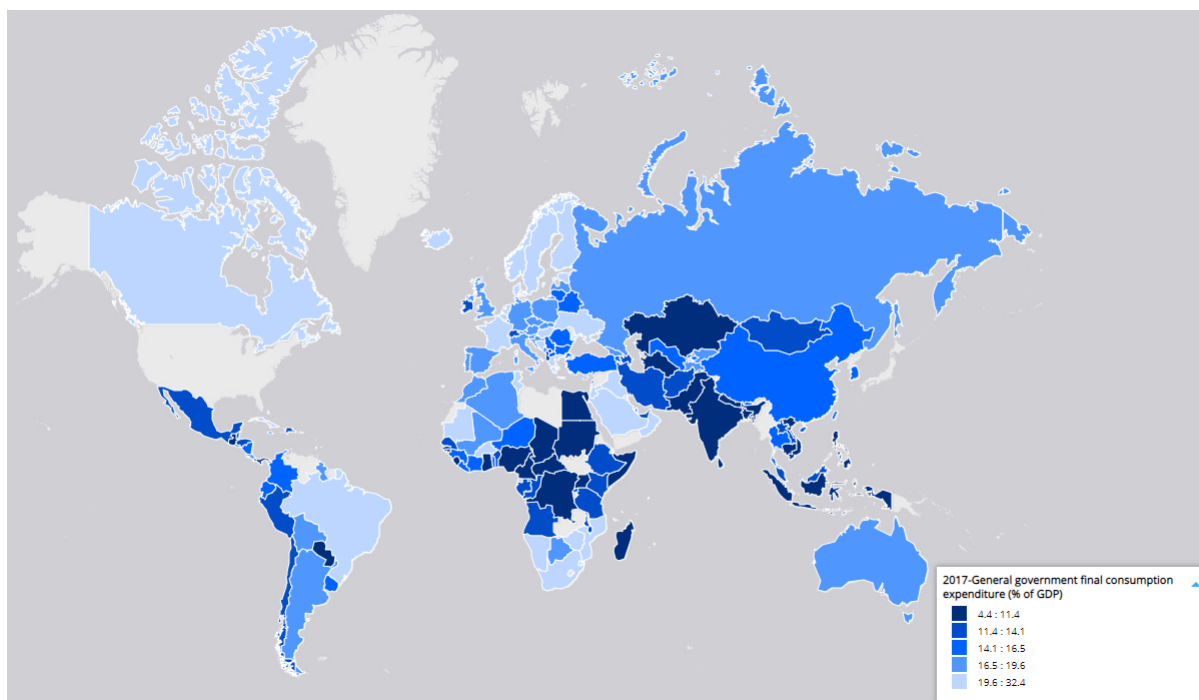 2017-General government final consumption
expenditure (% of GDP)
4.4 : 11.4
11.4 : 14.1
14.1 : 16.5
16.5 : 19.6
19.6 : 32.4